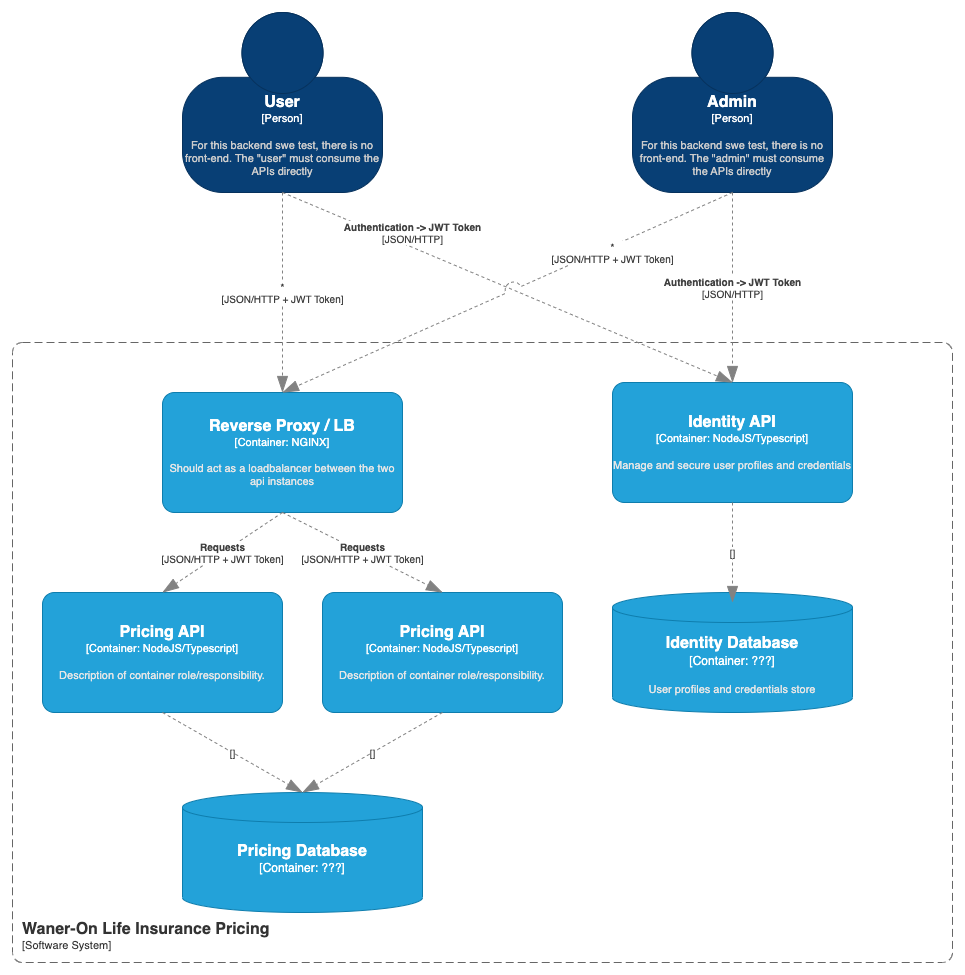 User
[Person]
For this backend swe test, there is no
front-end. The "user" must consume the
APIs directly
Admin
[Person]
For this backend swe test, there is no
front-end. The "admin" must consume
the APIs directly
Authentication -> JWT Token
[JSON/HTTP]
*
[JSON/HTTP + JWT Token]
*
[JSON/HTTP + JWT Token]
Authentication -> JWT Token
[JSON/HTTP]
Reverse Proxy / LB
[Container: NGINX]
Should act as a loadbalancer between the two
api instances
Identity API
[Container: NodeJS/Typescript]
Manage and secure user profiles and credentials
Requests
[JSON/HTTP + JWT Token]
Requests
[JSON/HTTP + JWT Token]
[]
Pricing API
[Container: NodeJS/Typescript]
Description of container role/responsibility.
Pricing API
[Container: NodeJS/Typescript]
Description of container role/responsibility.
Identity Database
[Container: ???]
User profiles and credentials store
[]
[]
Pricing Database
[Container: ???]
Waner-On Life Insurance Pricing
[Software System]